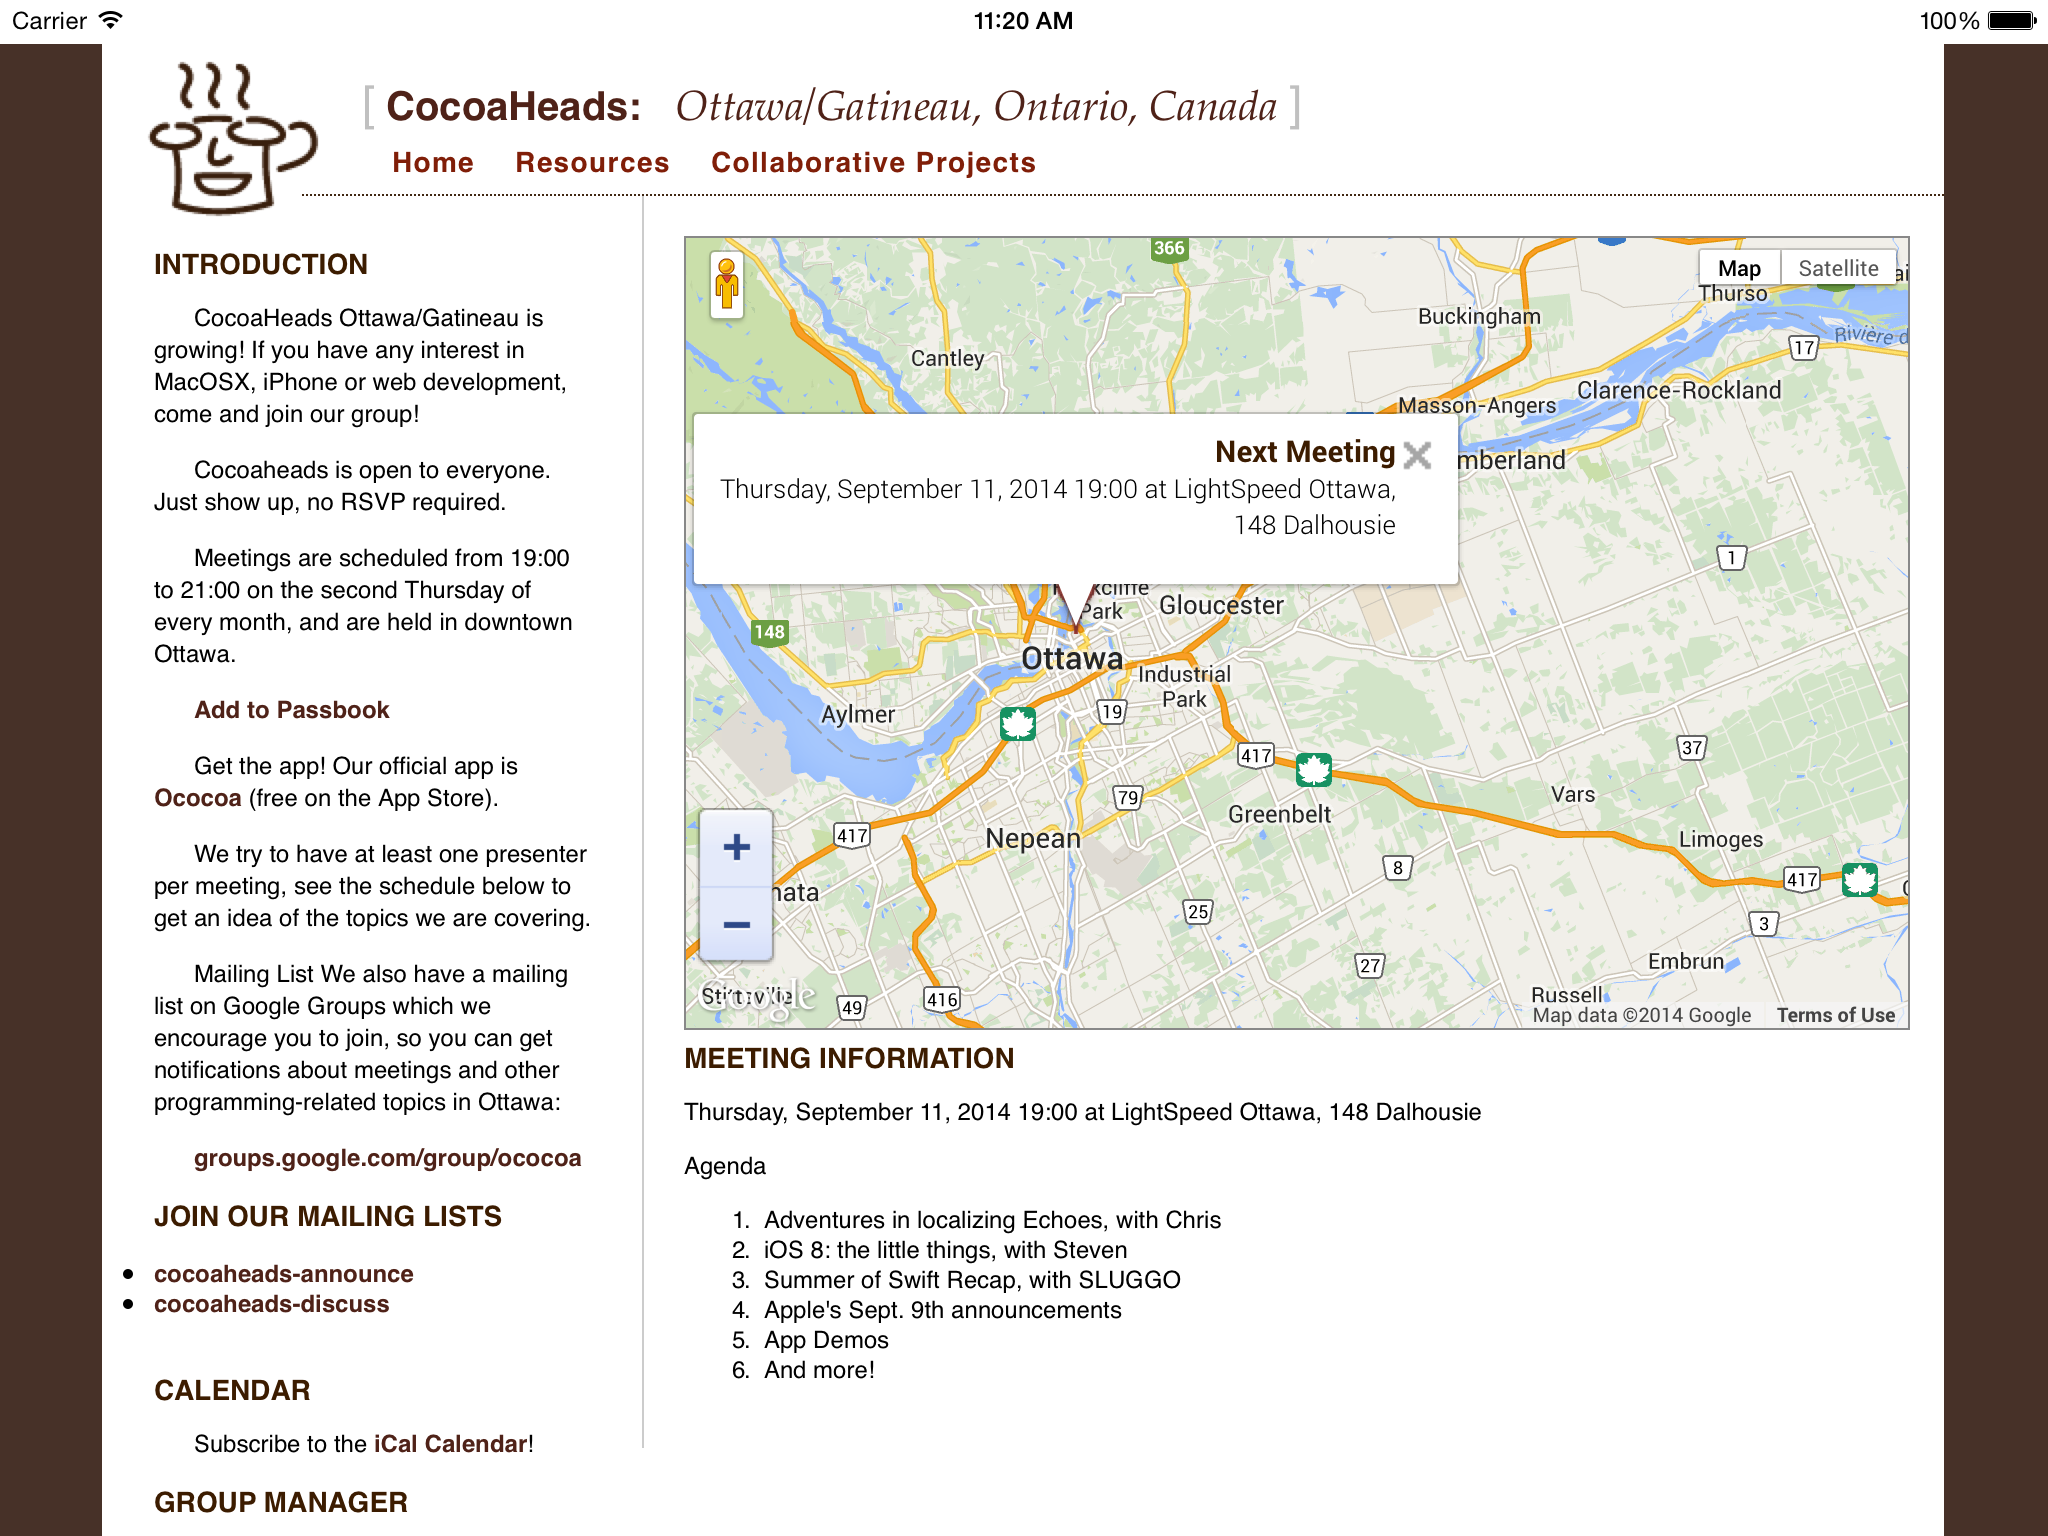 Carrier
11:20 AM
100%
[ CocoaHeads: Ottawa/Gatineau, Ontario, Canada ]
Home Resources Collaborative Projects
INTRODUCTION
CocoaHeads Ottawa/Gatineau is
growing! If you have any interest in
MacOSX, iPhone or web development,
come and join our group!
Cocoaheads is open to everyone.
Just show up, no RSVP required.
Meetings are scheduled from 19:00
to 21:00 on the second Thursday of
every month, and are held in downtown
Ottawa.
Add to Passbook
Get the app! Our official app is
Ococoa (free on the App Store).
We try to have at least one presenter
per meeting, see the schedule below to
get an idea of the topics we are covering.
Mailing List We also have a mailing
list on Google Groups which we
encourage you to join, so you can get
notifications about meetings and other
programming-related topics in Ottawa:
groups.google.com/group/ococoa
JOIN OUR MAILING LISTS
• cocoaheads-announce
• cocoaheads-discuss
CALENDAR
Subscribe to the iCal Calendar!
GROUP MANAGER
366
Map Satellite
Thurso
Buckingham
17
Rivière d
Cantley
Clarence-Rockland
Masson-Angers
Next Meeting
mberland
Thursday, September 11, 2014 19:00 at LightSpeed Ottawa,
148 Dalhousie
1
Park
Gloucester
148
Ottawa
Industrial
Park
19
Aylmer
37
417
79
Vars
Greenbelt
+
417
Nepean
Limoges
8
417
nata
25
3
−
27
Embrun
Stittsville
Google
49
416
Russell
Map data ©2014 Google Terms of Use
MEETING INFORMATION
Thursday, September 11, 2014 19:00 at LightSpeed Ottawa, 148 Dalhousie
Agenda
1. Adventures in localizing Echoes, with Chris
2. iOS 8: the little things, with Steven
3. Summer of Swift Recap, with SLUGGO
4. Apple's Sept. 9th announcements
5. App Demos
6. And more!